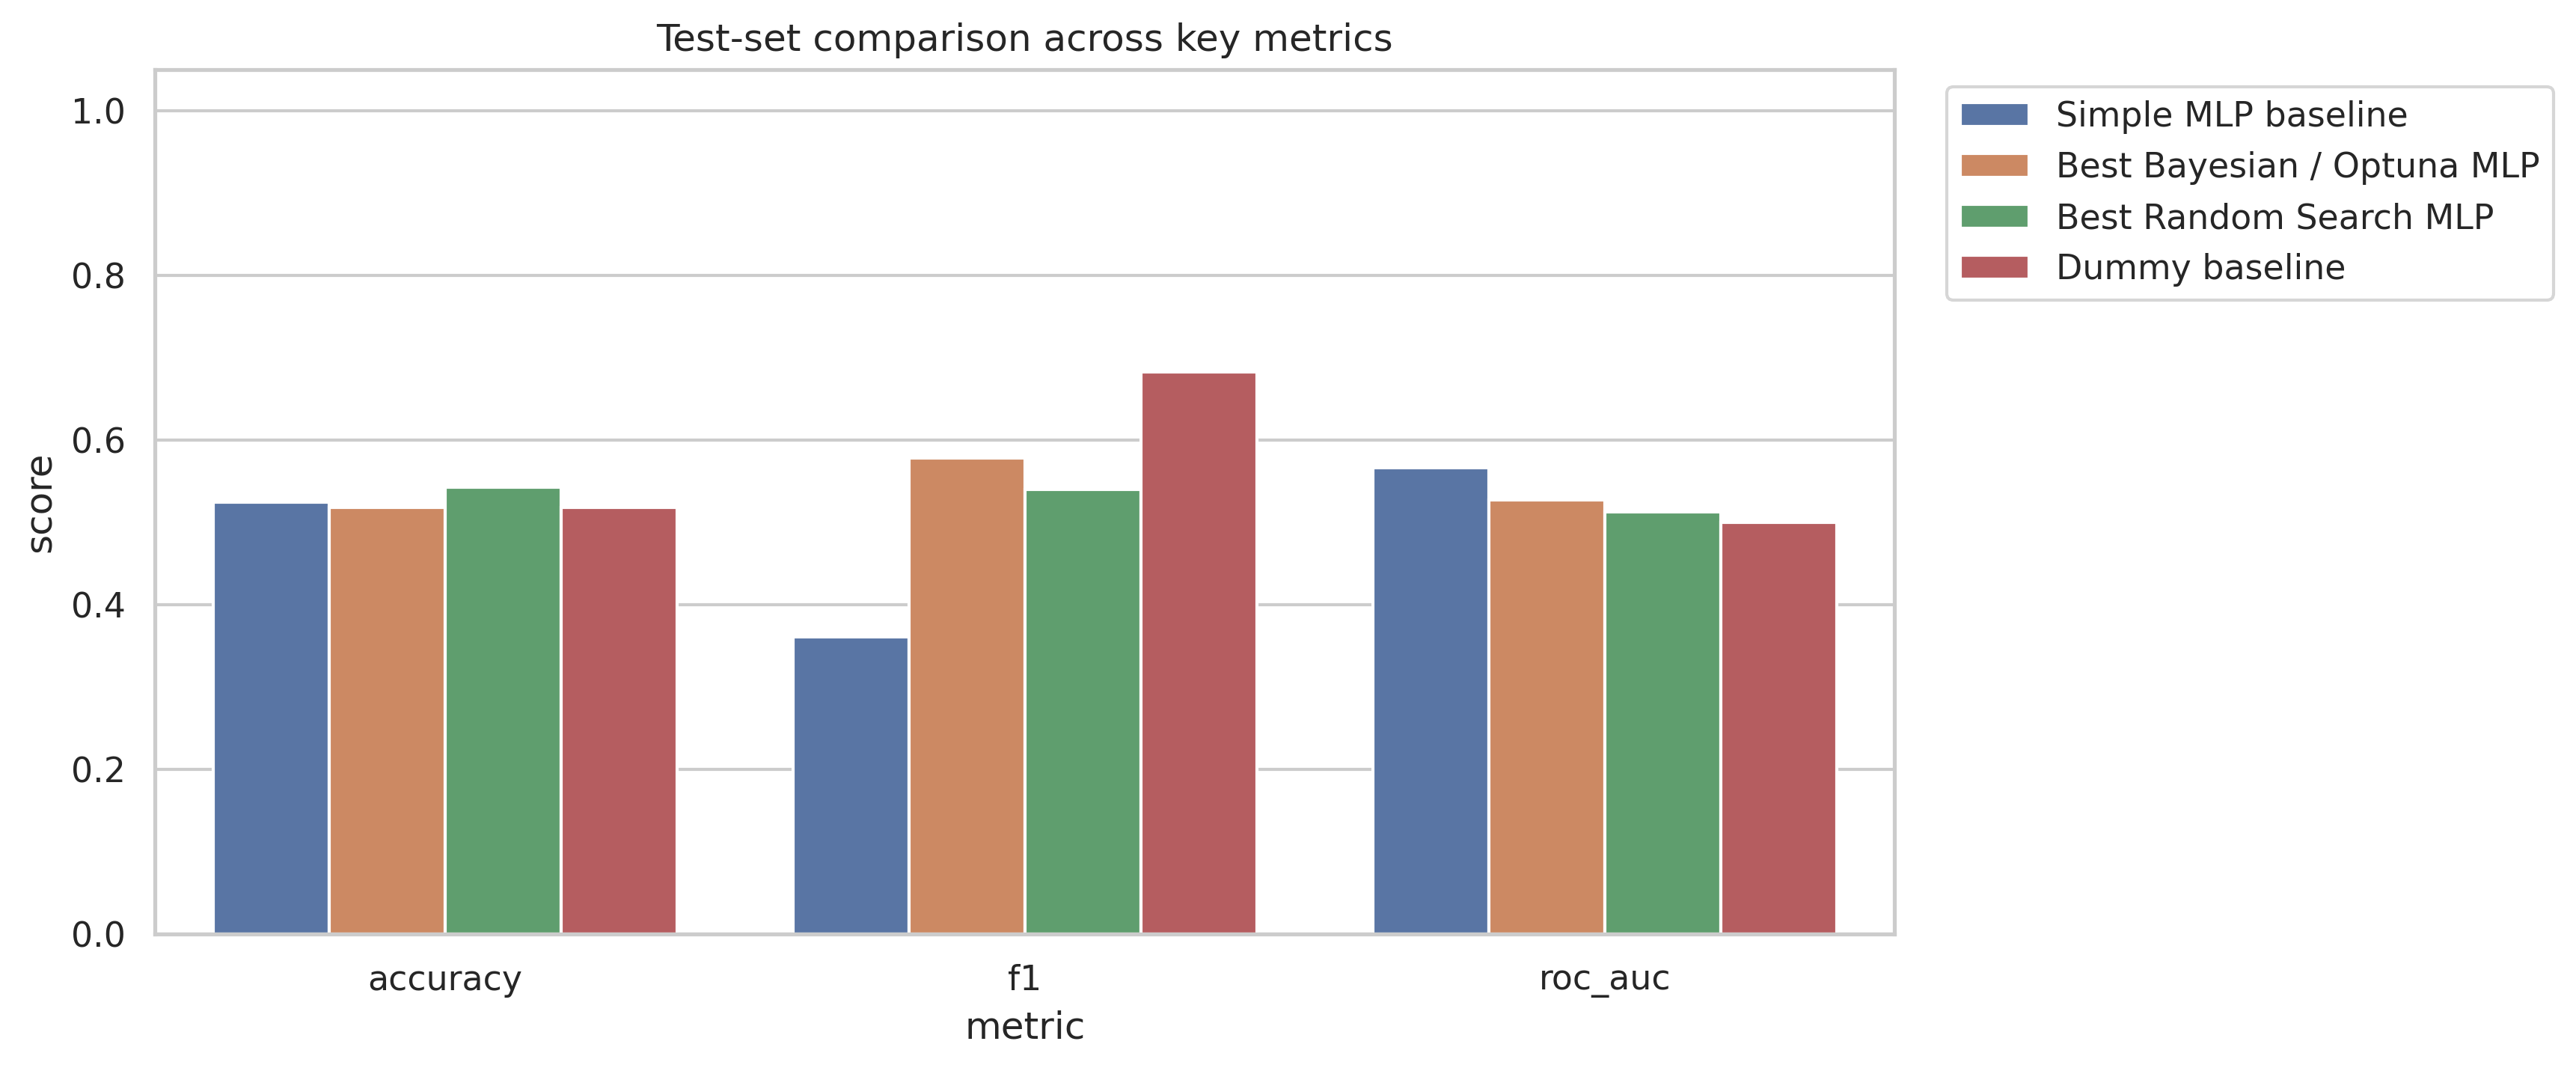 Test-set comparison across key metrics
1.0
0.8
0.6
0.4
0.2
0.0
score
accuracy
f1
roc_auc
metric
Simple MLP baseline
Best Bayesian / Optuna MLP
Best Random Search MLP
Dummy baseline